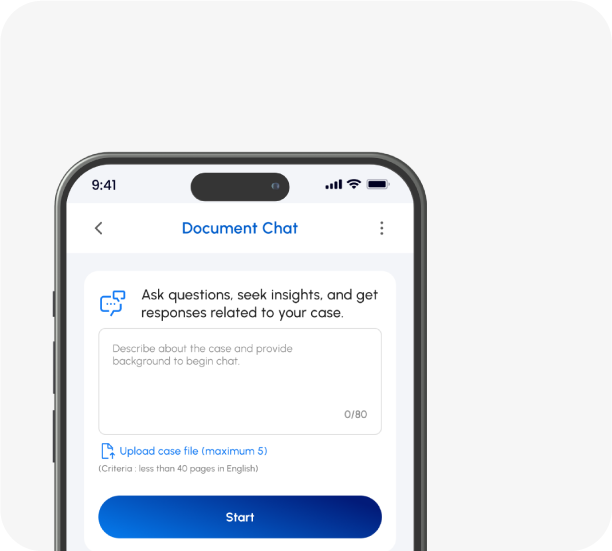 9:41
Document Chat
Ask questions, seek insights, and get
responses related to your case.
Describe about the case and provide
background to begin chat.
0/80
Upload case file (maximum 5)
(Criteria : less than 40 pages in English)
Start